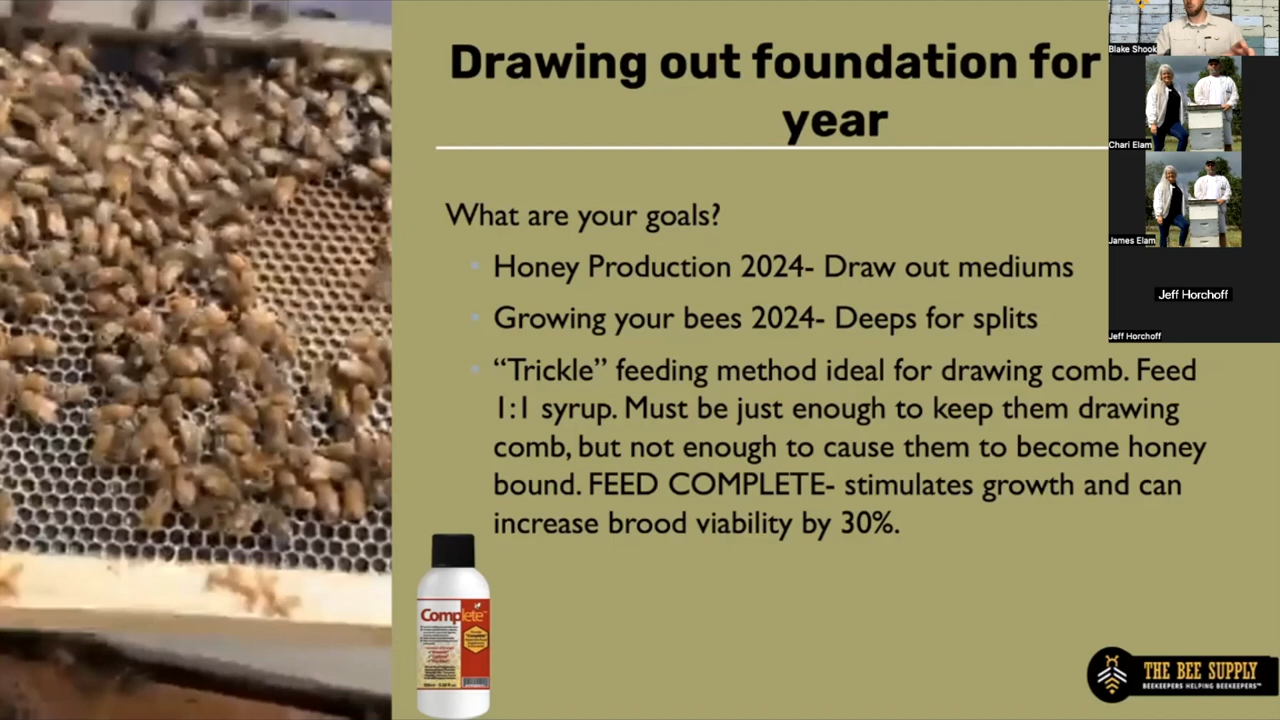 Drawing out foundation for
year
What are your goals?
Honey Production 2024- Draw out mediums
Growing your bees 2024- Deeps for splits
“Trickle” feeding method ideal for drawing comb. Feed
1:1 syrup. Must be just enough to keep them drawing
comb, but not enough to cause them to become honey
bound. FEED COMPLETE- stimulates growth and can
increase brood viability by 30%.
Complete
Blake Shook
Chari Elam
James Elam
Jeff Horchoff
Jeff Horchoff
THE BEE SUPPLY
BEEKEEPERS HELPING BEEKEEPERS™